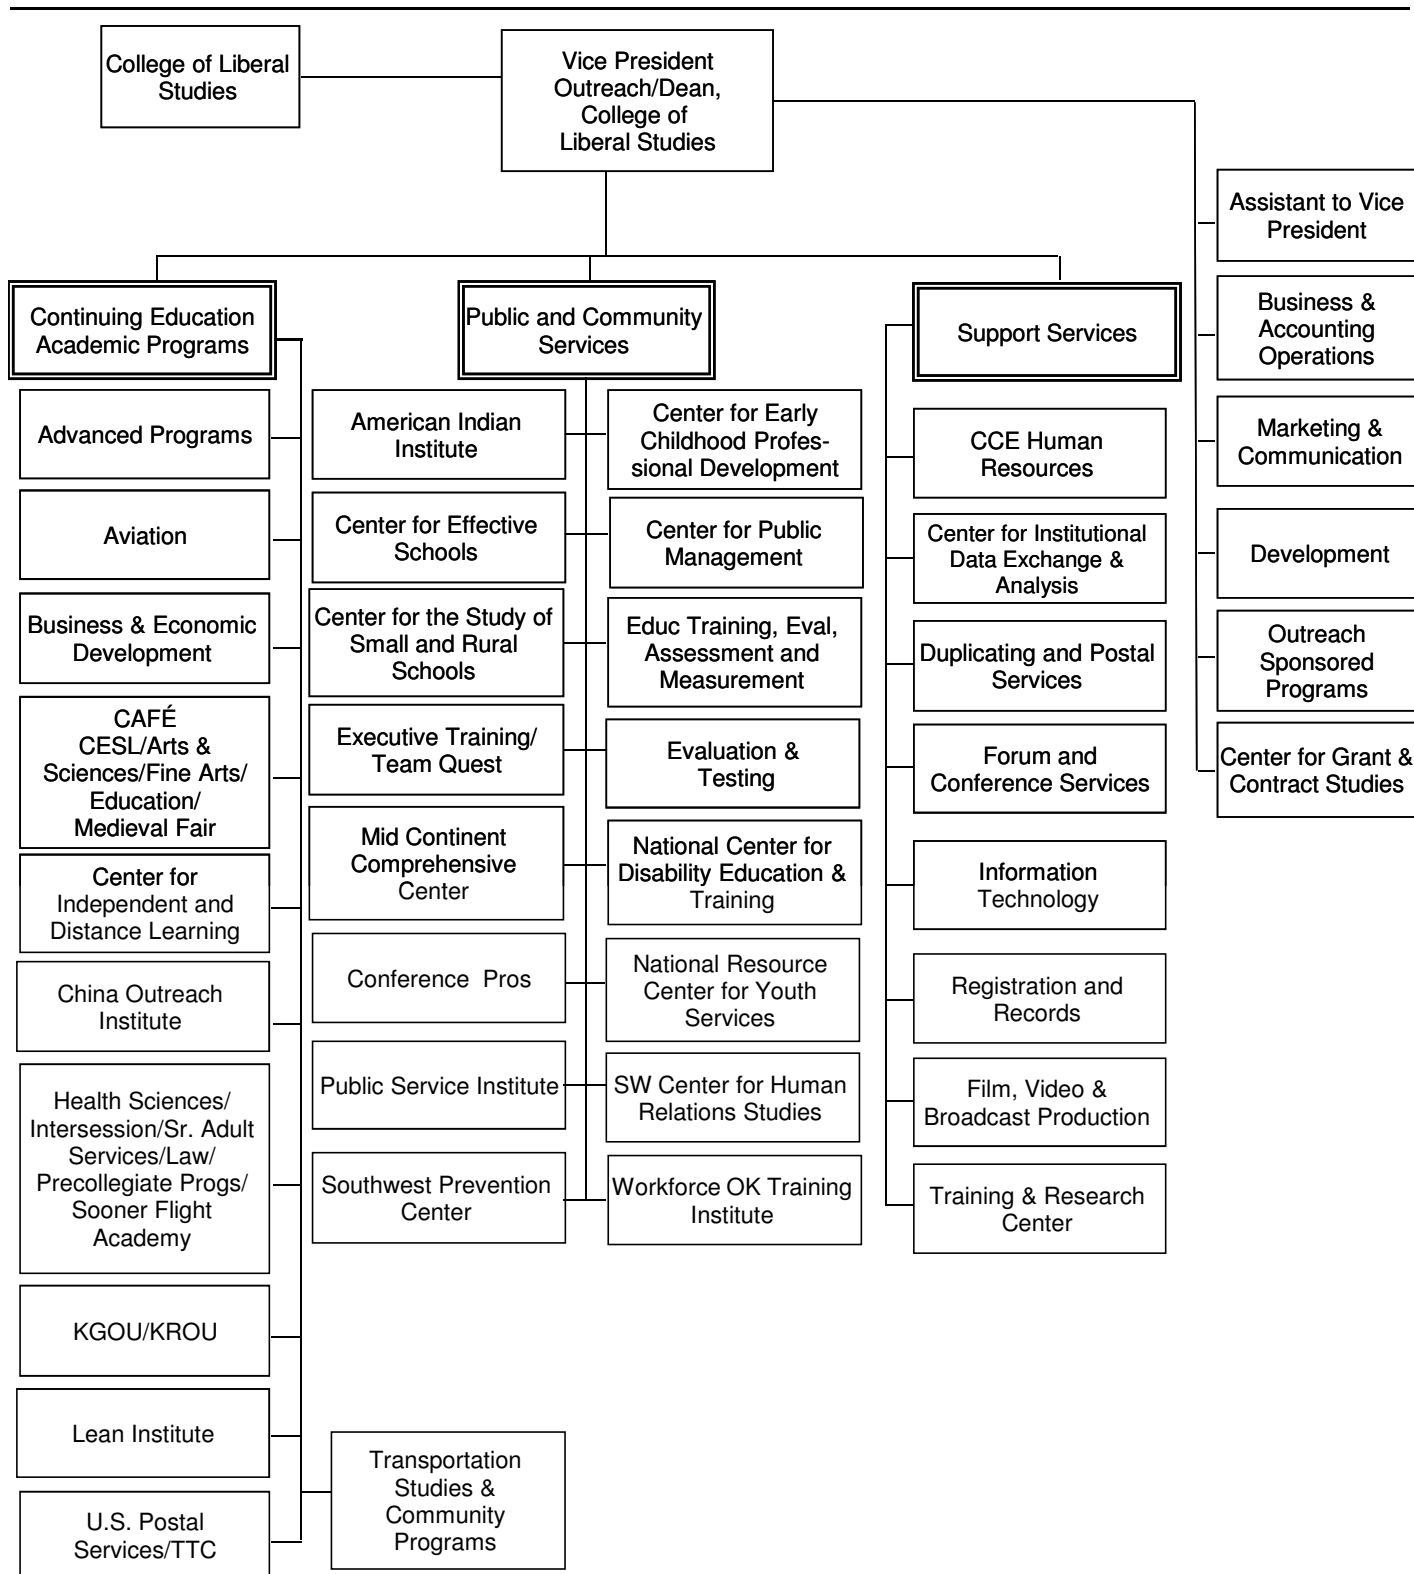 College of Liberal
Studies
Vice President
Outreach/Dean,
College of
Liberal Studies
Assistant to Vice
President
Business &
Accounting
Operations
Marketing &
Communication
Development
Outreach
Sponsored
Programs
Center for Grant &
Contract Studies
Continuing Education
Academic Programs
Advanced Programs
Aviation
Business & Economic
Development
CAFÉ
CESL/Arts &
Sciences/Fine Arts/
Education/
Medieval Fair
Center for
Independent and
Distance Learning
China Outreach
Institute
Health Sciences/
Intersession/Sr. Adult
Services/Law/
Precollegiate Progs/
Sooner Flight
Academy
KGOU/KROU
Lean Institute
U.S. Postal
Services/TTC
Transportation
Studies &
Community
Programs
Public and Community
Services
American Indian
Institute
Center for Effective
Schools
Center for the Study of
Small and Rural
Schools
Executive Training/
Team Quest
Mid Continent
Comprehensive
Center
Conference  Pros
Public Service Institute
Southwest Prevention
Center
Center for Early
Childhood Profes-
sional Development
Center for Public
Management
Educ Training, Eval,
Assessment and
Measurement
Evaluation &
Testing
National Center for
Disability Education &
Training
National Resource
Center for Youth
Services
SW Center for Human
Relations Studies
Workforce OK Training
Institute
Support Services
CCE Human
Resources
Center for Institutional
Data Exchange &
Analysis
Duplicating and Postal
Services
Forum and
Conference Services
Information
Technology
Registration and
Records
Film, Video &
Broadcast Production
Training & Research
Center